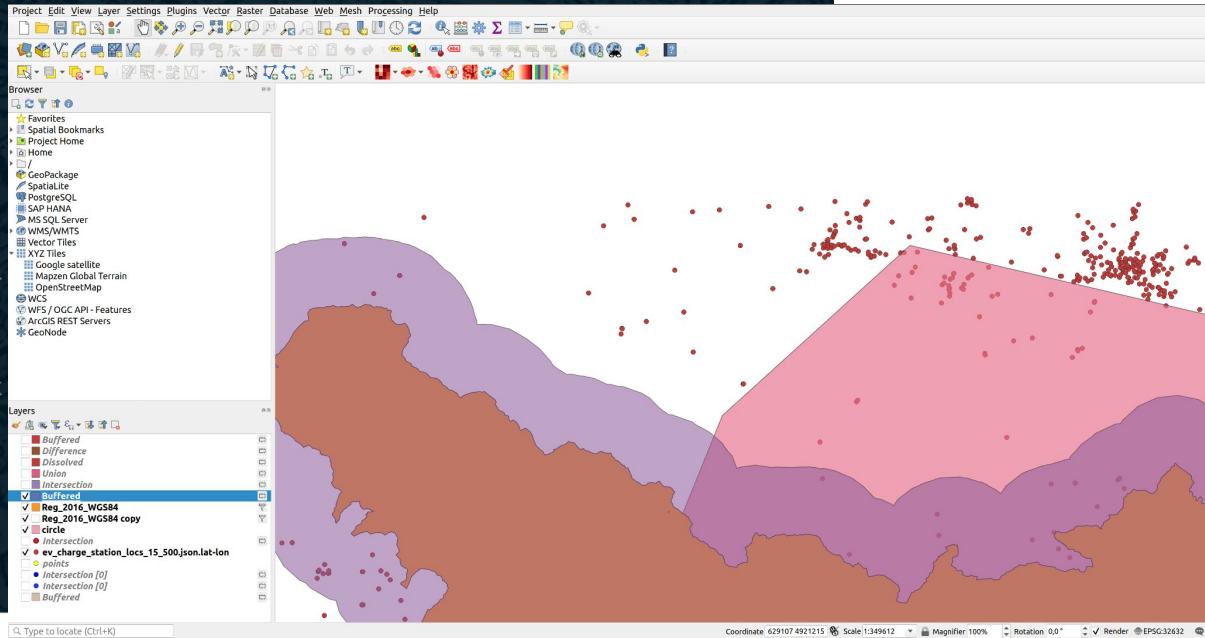 Project Edit View Layer Settings Plugins Vector Raster Database Web Mesh Processing Help
Browser
Favorites
Spatial Bookmarks
Project Home
Home
/
GeoPackage
SpatiaLite
PostgreSQL
SAP HANA
MS SQL Server
WMS/WMTS
Vector Tiles
XYZ Tiles
Google satellite
Mapzen Global Terrain
OpenStreetMap
WCS
WFS / OGC API - Features
ArcGIS REST Servers
GeoNode
Layers
Buffered
Difference
Dissolved
Union
Intersection
Buffered
Reg_2016_WGS84
Reg_2016_WGS84 copy
circle
Intersection
ev_charge_station_locs_15_500.json.lat-lon
points
Intersection [0]
Intersection [0]
Buffered
Type to locate (Ctrl+K) Coordinate 629107 4921215 Scale 1:349612 Magnifier 100% Rotation 0,0° Render EPSG:32632